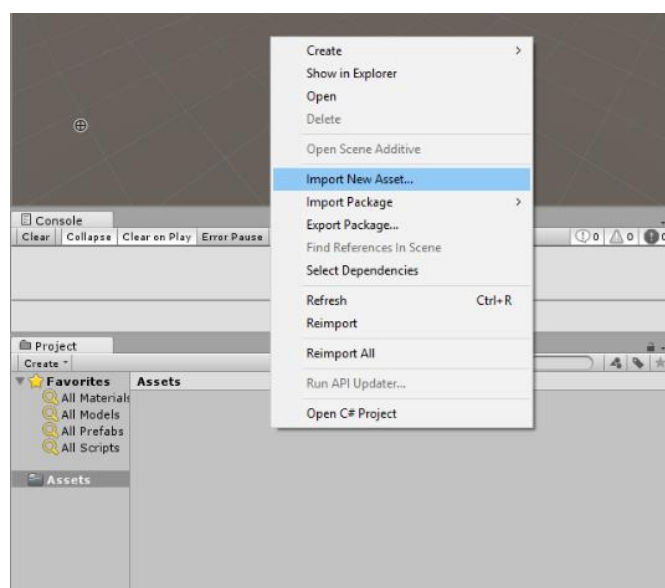 Create >
Show in Explorer
Open
Delete
Open Scene Additive
Import New Asset...
Import Package >
Export Package...
Find References In Scene
Select Dependencies
Refresh Ctrl+R
Reimport
Reimport All
Run API Updater...
Open C# Project
Console
Clear Collapse Clear on Play Error Pause 0 0 0
Project
Create
Favorites Assets
All Materials
All Models
All Prefabs
All Scripts
Assets